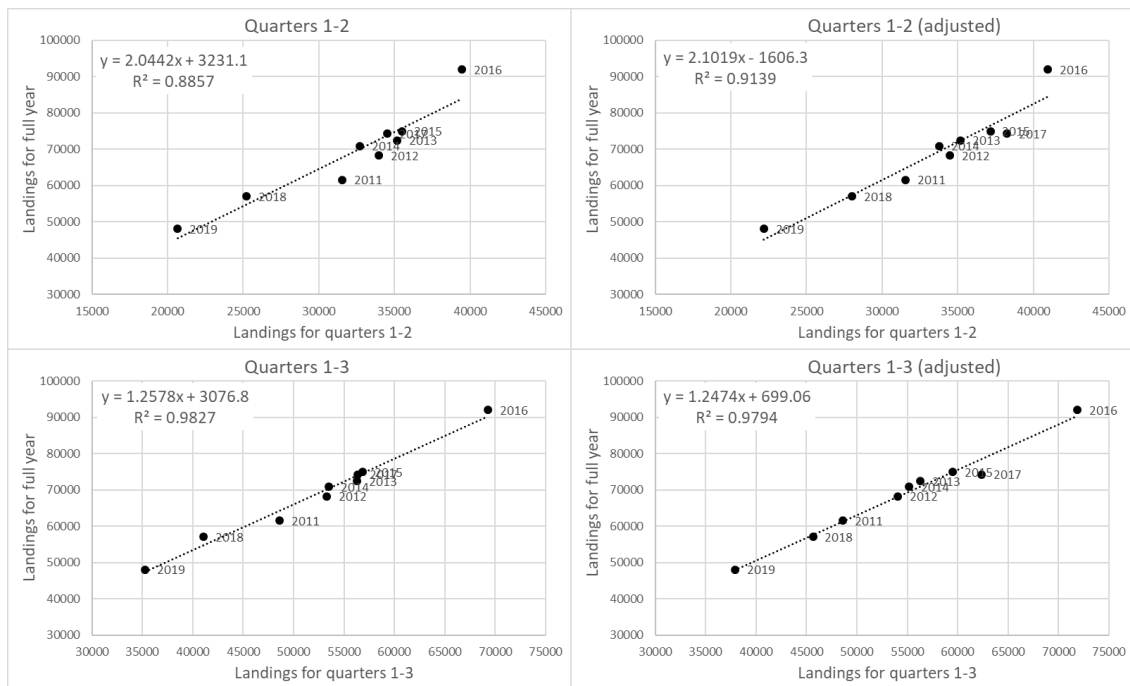 Quarters 1-2
y = 2.0442x + 3231.1
R² = 0.8857
Landings for full year
100000
90000
80000
70000
60000
50000
40000
30000
2016
2015
2017
2013
2014
2012
2011
2018
2019
15000 20000 25000 30000 35000 40000 45000
Landings for quarters 1-2
Quarters 1-2 (adjusted)
y = 2.1019x - 1606.3
R² = 0.9139
Landings for full year
100000
90000
80000
70000
60000
50000
40000
30000
2016
2015
2017
2013
2014
2012
2011
2018
2019
15000 20000 25000 30000 35000 40000 45000
Landings for quarters 1-2
Quarters 1-3
y = 1.2578x + 3076.8
R² = 0.9827
Landings for full year
100000
90000
80000
70000
60000
50000
40000
30000
2016
2015
2017
2013
2014
2012
2011
2018
2019
30000 35000 40000 45000 50000 55000 60000 65000 70000 75000
Landings for quarters 1-3
Quarters 1-3 (adjusted)
y = 1.2474x + 699.06
R² = 0.9794
Landings for full year
100000
90000
80000
70000
60000
50000
40000
30000
2016
2015
2017
2013
2014
2012
2011
2018
2019
30000 35000 40000 45000 50000 55000 60000 65000 70000 75000
Landings for quarters 1-3